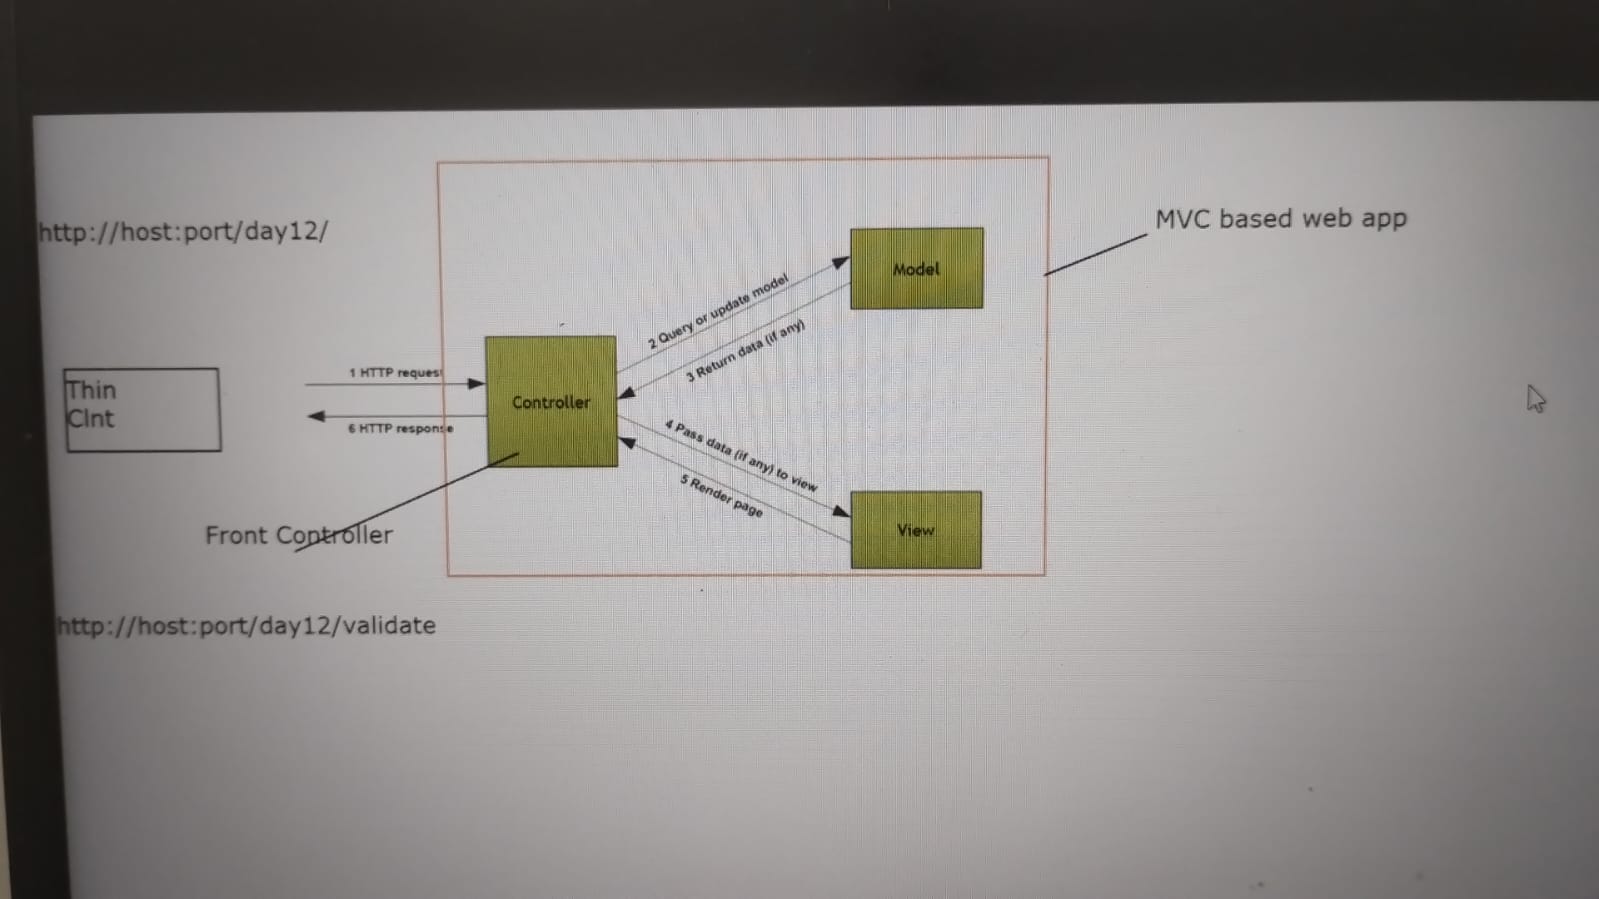 http://host:port/day12/
MVC based web app
Model
2 Query or update model
3 Return data (if any)
Thin
Clnt
1 HTTP request
6 HTTP response
Controller
4 Pass data (if any) to view
5 Render page
View
Front Controller
http://host:port/day12/validate